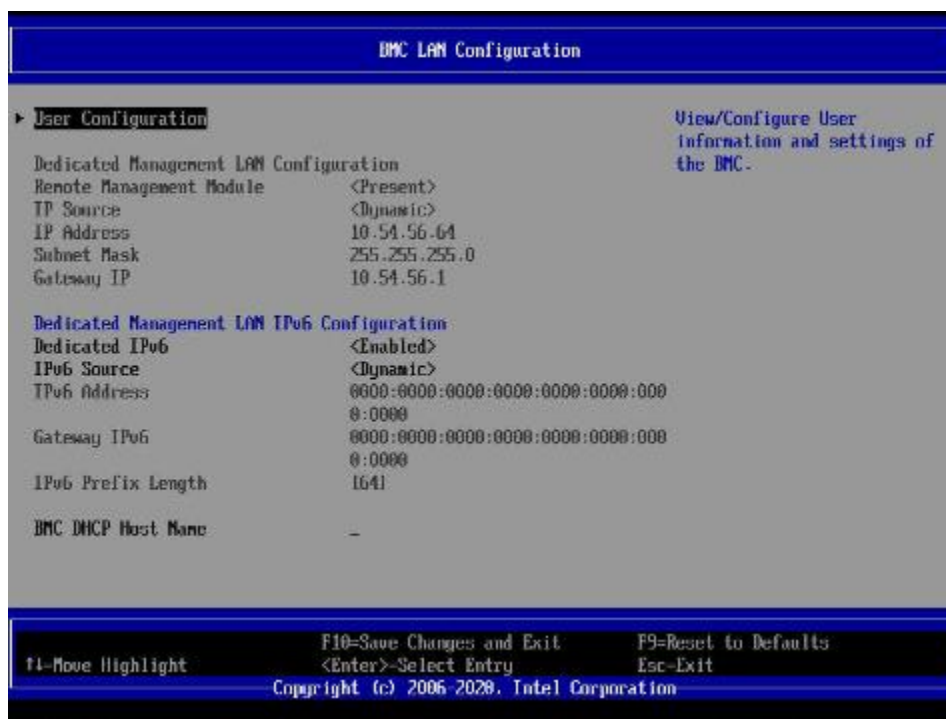 BMC LAN Configuration
▶ User Configuration
View/Configure User
information and settings of
the BMC.
Dedicated Management LAN Configuration
Remote Management Module <Present>
IP Source <Dynamic>
IP Address 10.54.56.64
Subnet Mask 255.255.255.0
Gateway IP 10.54.56.1
Dedicated Management LAN IPv6 Configuration
Dedicated IPv6 <Enabled>
IPv6 Source <Dynamic>
IPv6 Address 0000:0000:0000:0000:0000:0000:000
0:0000
Gateway IPv6 0000:0000:0000:0000:0000:0000:000
0:0000
IPv6 Prefix Length [64]
BMC DHCP Host Name _
F10=Save Changes and Exit F9=Reset to Defaults
↑↓=Move Highlight <Enter>=Select Entry Esc=Exit
Copyright (c) 2006-2020, Intel Corporation